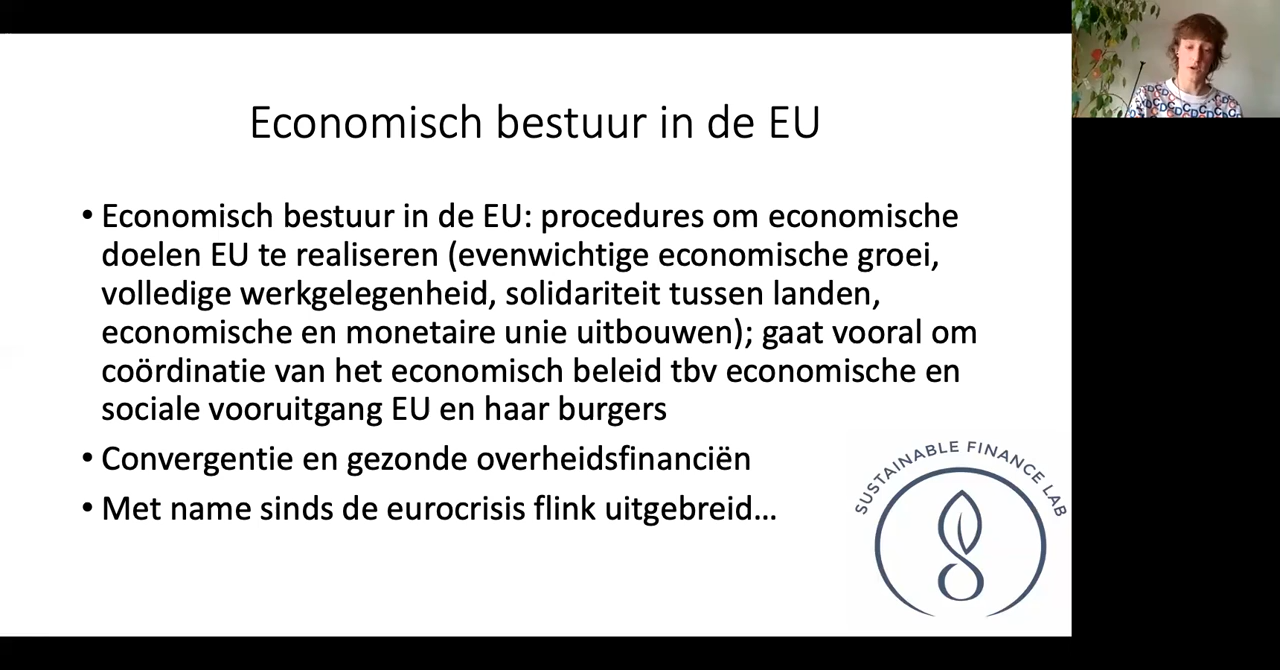 Economisch bestuur in de EU
• Economisch bestuur in de EU: procedures om economische
doelen EU te realiseren (evenwichtige economische groei,
volledige werkgelegenheid, solidariteit tussen landen,
economische en monetaire unie uitbouwen); gaat vooral om
coördinatie van het economisch beleid tbv economische en
sociale vooruitgang EU en haar burgers
• Convergentie en gezonde overheidsfinanciën
• Met name sinds de eurocrisis flink uitgebreid...
SUSTAINABLE FINANCE LAB